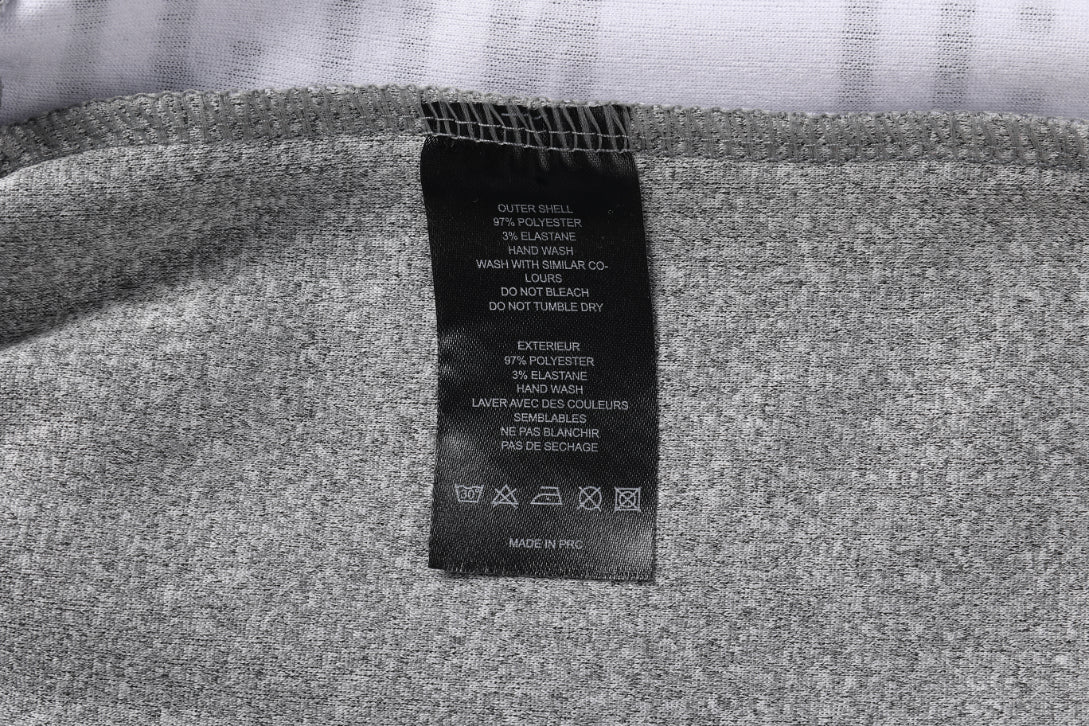 OUTER SHELL
97% POLYESTER
3% ELASTANE
HAND WASH
WASH WITH SIMILAR CO-
LOURS
DO NOT BLEACH
DO NOT TUMBLE DRY
EXTERIEUR
97% POLYESTER
3% ELASTANE
HAND WASH
LAVER AVEC DES COULEURS
SEMBLABLES
NE PAS BLANCHIR
PAS DE SECHAGE
30°
MADE IN PRC